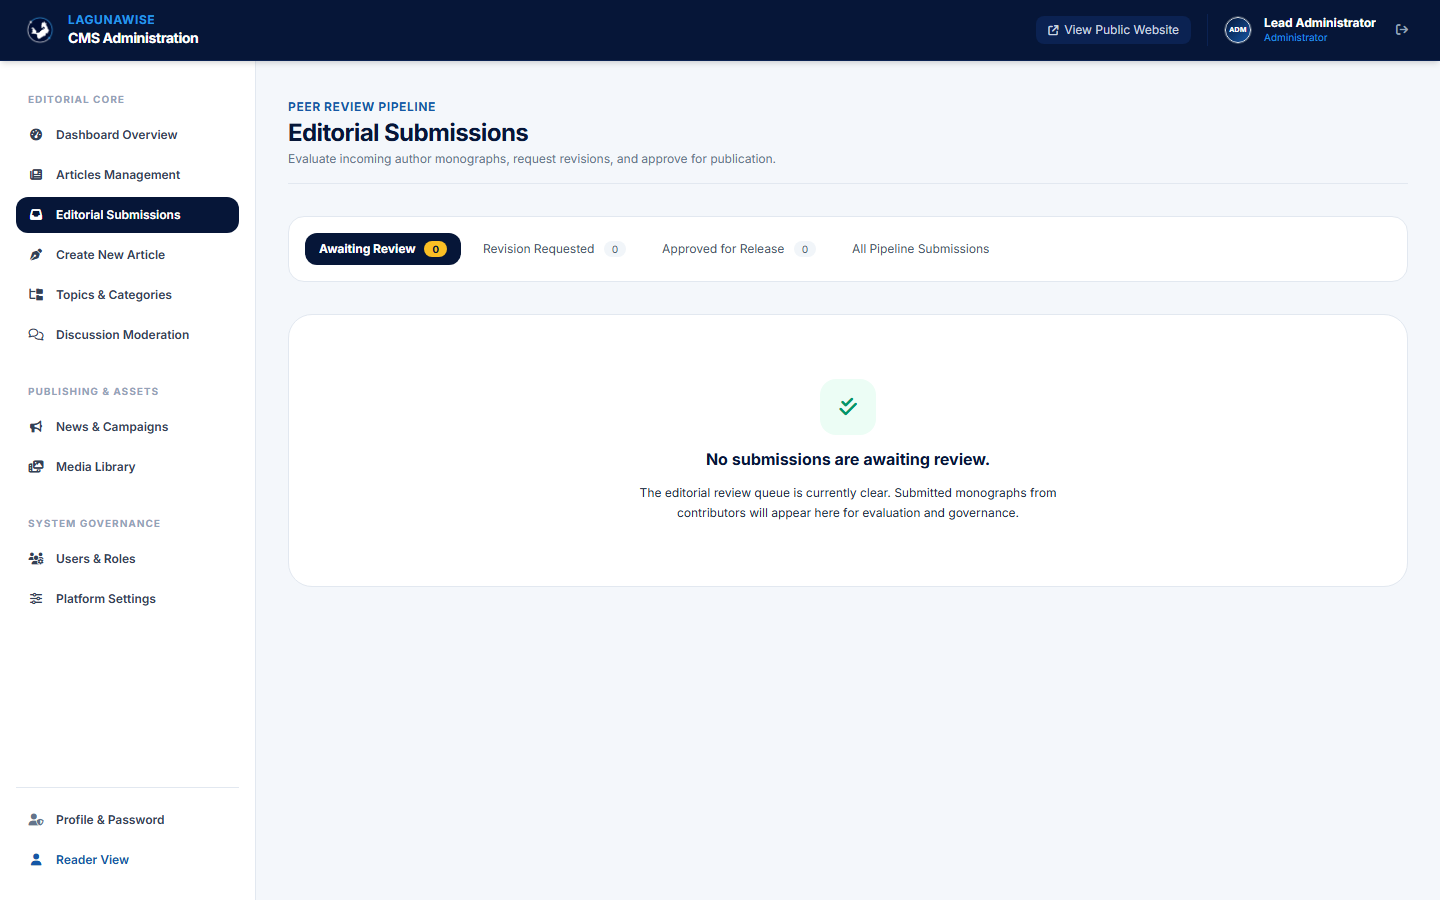 LAGUNAWISE
CMS Administration
View Public Website
ADM
Lead Administrator
Administrator
EDITORIAL CORE
Dashboard Overview
Articles Management
Editorial Submissions
Create New Article
Topics & Categories
Discussion Moderation
PUBLISHING & ASSETS
News & Campaigns
Media Library
SYSTEM GOVERNANCE
Users & Roles
Platform Settings
Profile & Password
Reader View
PEER REVIEW PIPELINE
Editorial Submissions
Evaluate incoming author monographs, request revisions, and approve for publication.
Awaiting Review 0 Revision Requested 0 Approved for Release 0 All Pipeline Submissions
No submissions are awaiting review.
The editorial review queue is currently clear. Submitted monographs from
contributors will appear here for evaluation and governance.